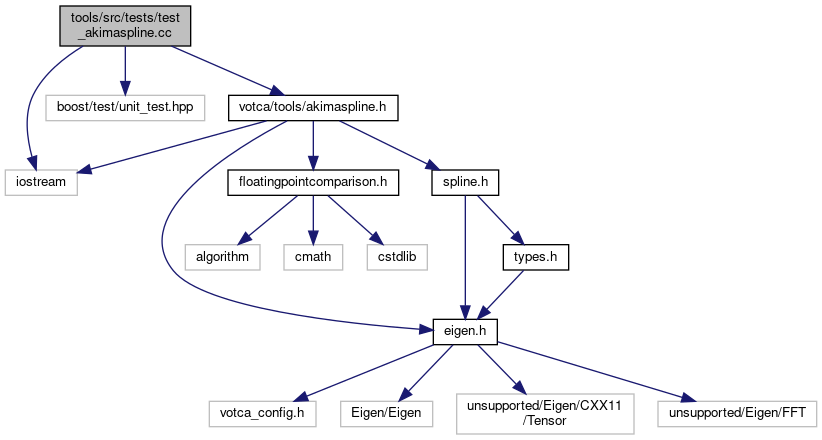 tools/src/tests/test
_akimaspline.cc
boost/test/unit_test.hpp
votca/tools/akimaspline.h
iostream
floatingpointcomparison.h
spline.h
algorithm
cmath
cstdlib
types.h
eigen.h
votca_config.h
Eigen/Eigen
unsupported/Eigen/CXX11
/Tensor
unsupported/Eigen/FFT